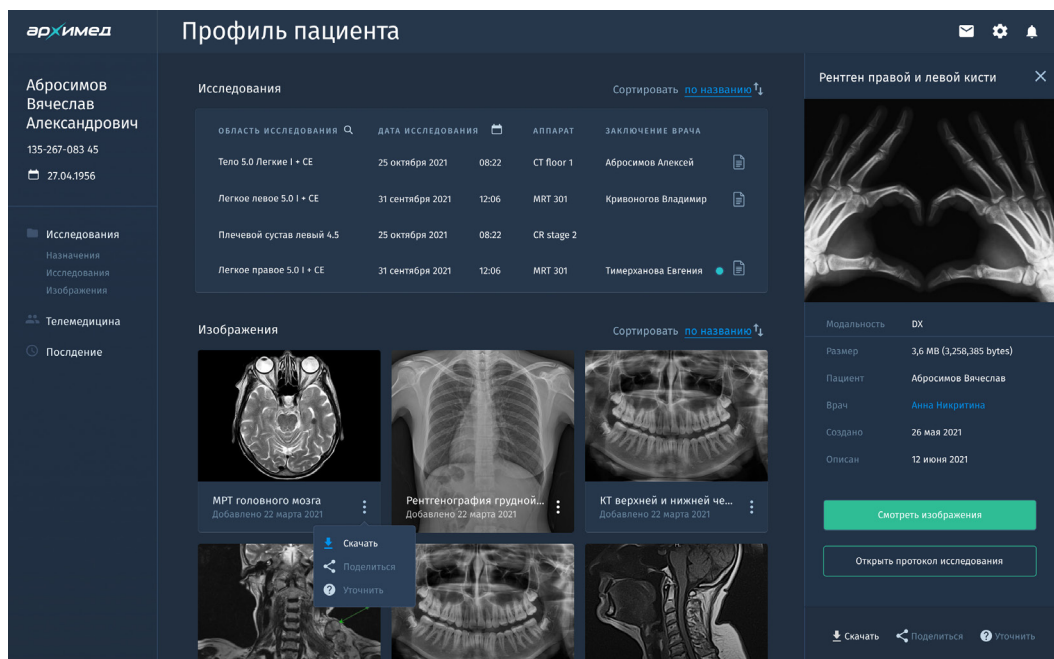 архимед
Профиль пациента
Абросимов
Вячеслав
Александрович
135-267-083 45
27.04.1956
Исследования
Назначения
Исследования
Изображения
Телемедицина
Послдение
Исследования
Сортировать по названию
ОБЛАСТЬ ИССЛЕДОВАНИЯ ДАТА ИССЛЕДОВАНИЯ АППАРАТ ЗАКЛЮЧЕНИЕ ВРАЧА
Тело 5.0 Легкие I + CE 25 октября 2021 08:22 CT floor 1 Абросимов Алексей
Легкое левое 5.0 I + CE 31 сентября 2021 12:06 MRT 301 Кривоногов Владимир
Плечевой сустав левый 4.5 25 октября 2021 08:22 CR stage 2
Легкое правое 5.0 I + CE 31 сентября 2021 12:06 MRT 301 Тимерханова Евгения
Изображения
Сортировать по названию
МРТ головного мозга
Добавлено 22 марта 2021
Рентгенография грудной...
Добавлено 22 марта 2021
КТ верхней и нижней че...
Добавлено 22 марта 2021
Скачать
Поделиться
Уточнить
Рентген правой и левой кисти
Модальность DX
Размер 3,6 MB (3,258,385 bytes)
Пациент Абросимов Вячеслав
Врач Анна Никритина
Создано 26 мая 2021
Описан 12 июня 2021
Смотреть изображения
Открыть протокол исследования
Скачать Поделиться Уточнить